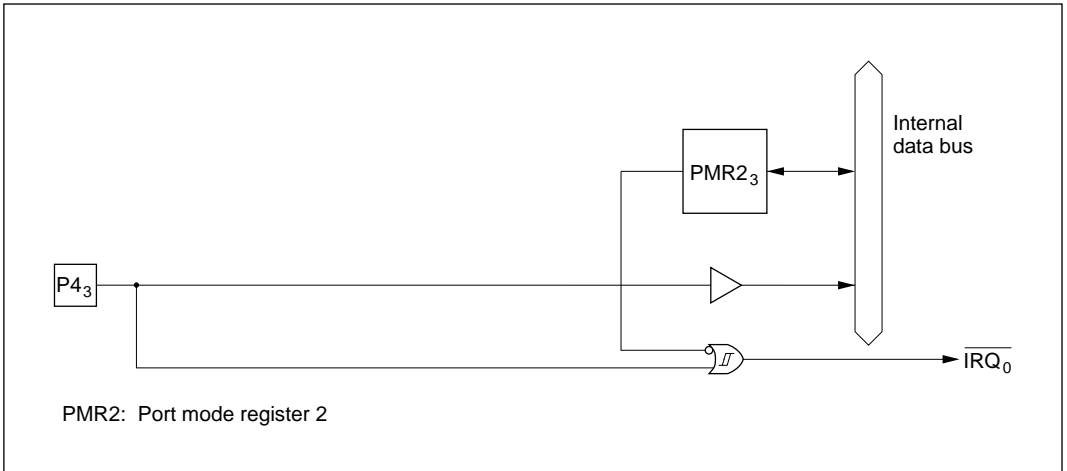 Internal
data bus
PMR2₃
P4₃
IRQ₀
PMR2: Port mode register 2